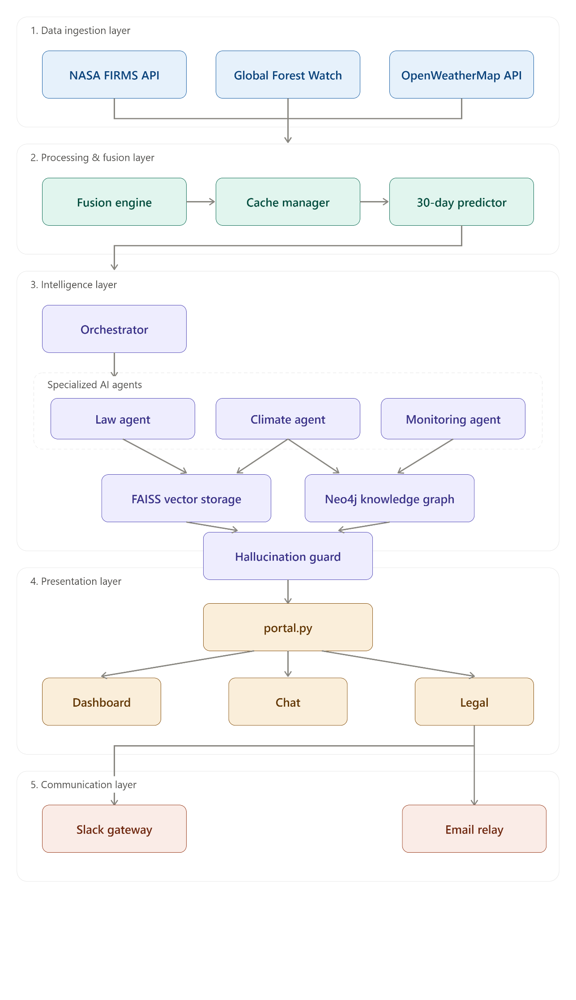 1. Data ingestion layer
NASA FIRMS API
Global Forest Watch
OpenWeatherMap API
2. Processing & fusion layer
Fusion engine
Cache manager
30-day predictor
3. Intelligence layer
Orchestrator
Specialized AI agents
Law agent
Climate agent
Monitoring agent
FAISS vector storage
Neo4j knowledge graph
Hallucination guard
4. Presentation layer
portal.py
Dashboard
Chat
Legal
5. Communication layer
Slack gateway
Email relay